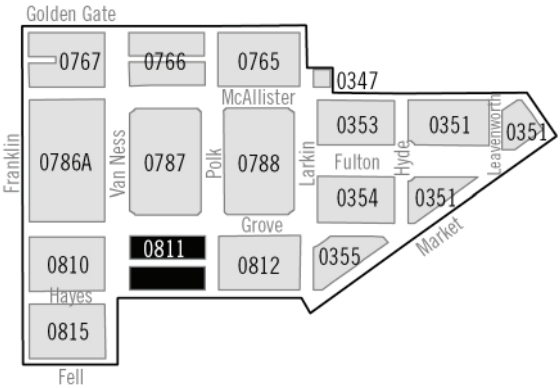 Golden Gate
0767
0766
0765
0347
McAllister
Franklin
0786A
Van Ness
0787
Polk
0788
Larkin
0353
Hyde
0351
Leavenworth
0351
Fulton
0354
0351
Market
Grove
0810
0811
0812
0355
Hayes
0815
Fell